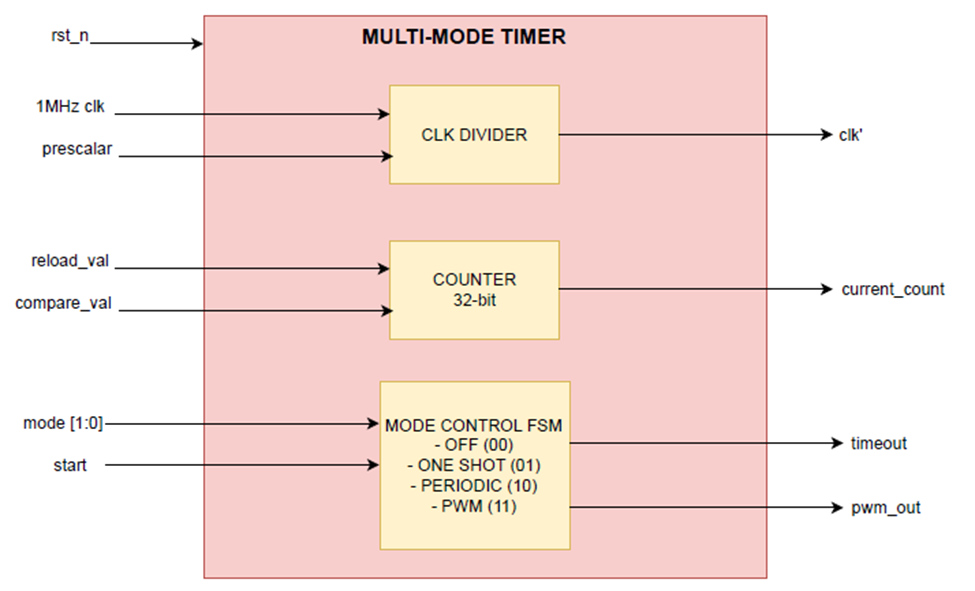 MULTI-MODE TIMER
rst_n
1MHz clk
prescalar
CLK DIVIDER
clk'
reload_val
compare_val
COUNTER
32-bit
current_count
mode [1:0]
start
MODE CONTROL FSM
- OFF (00)
- ONE SHOT (01)
- PERIODIC (10)
- PWM (11)
timeout
pwm_out